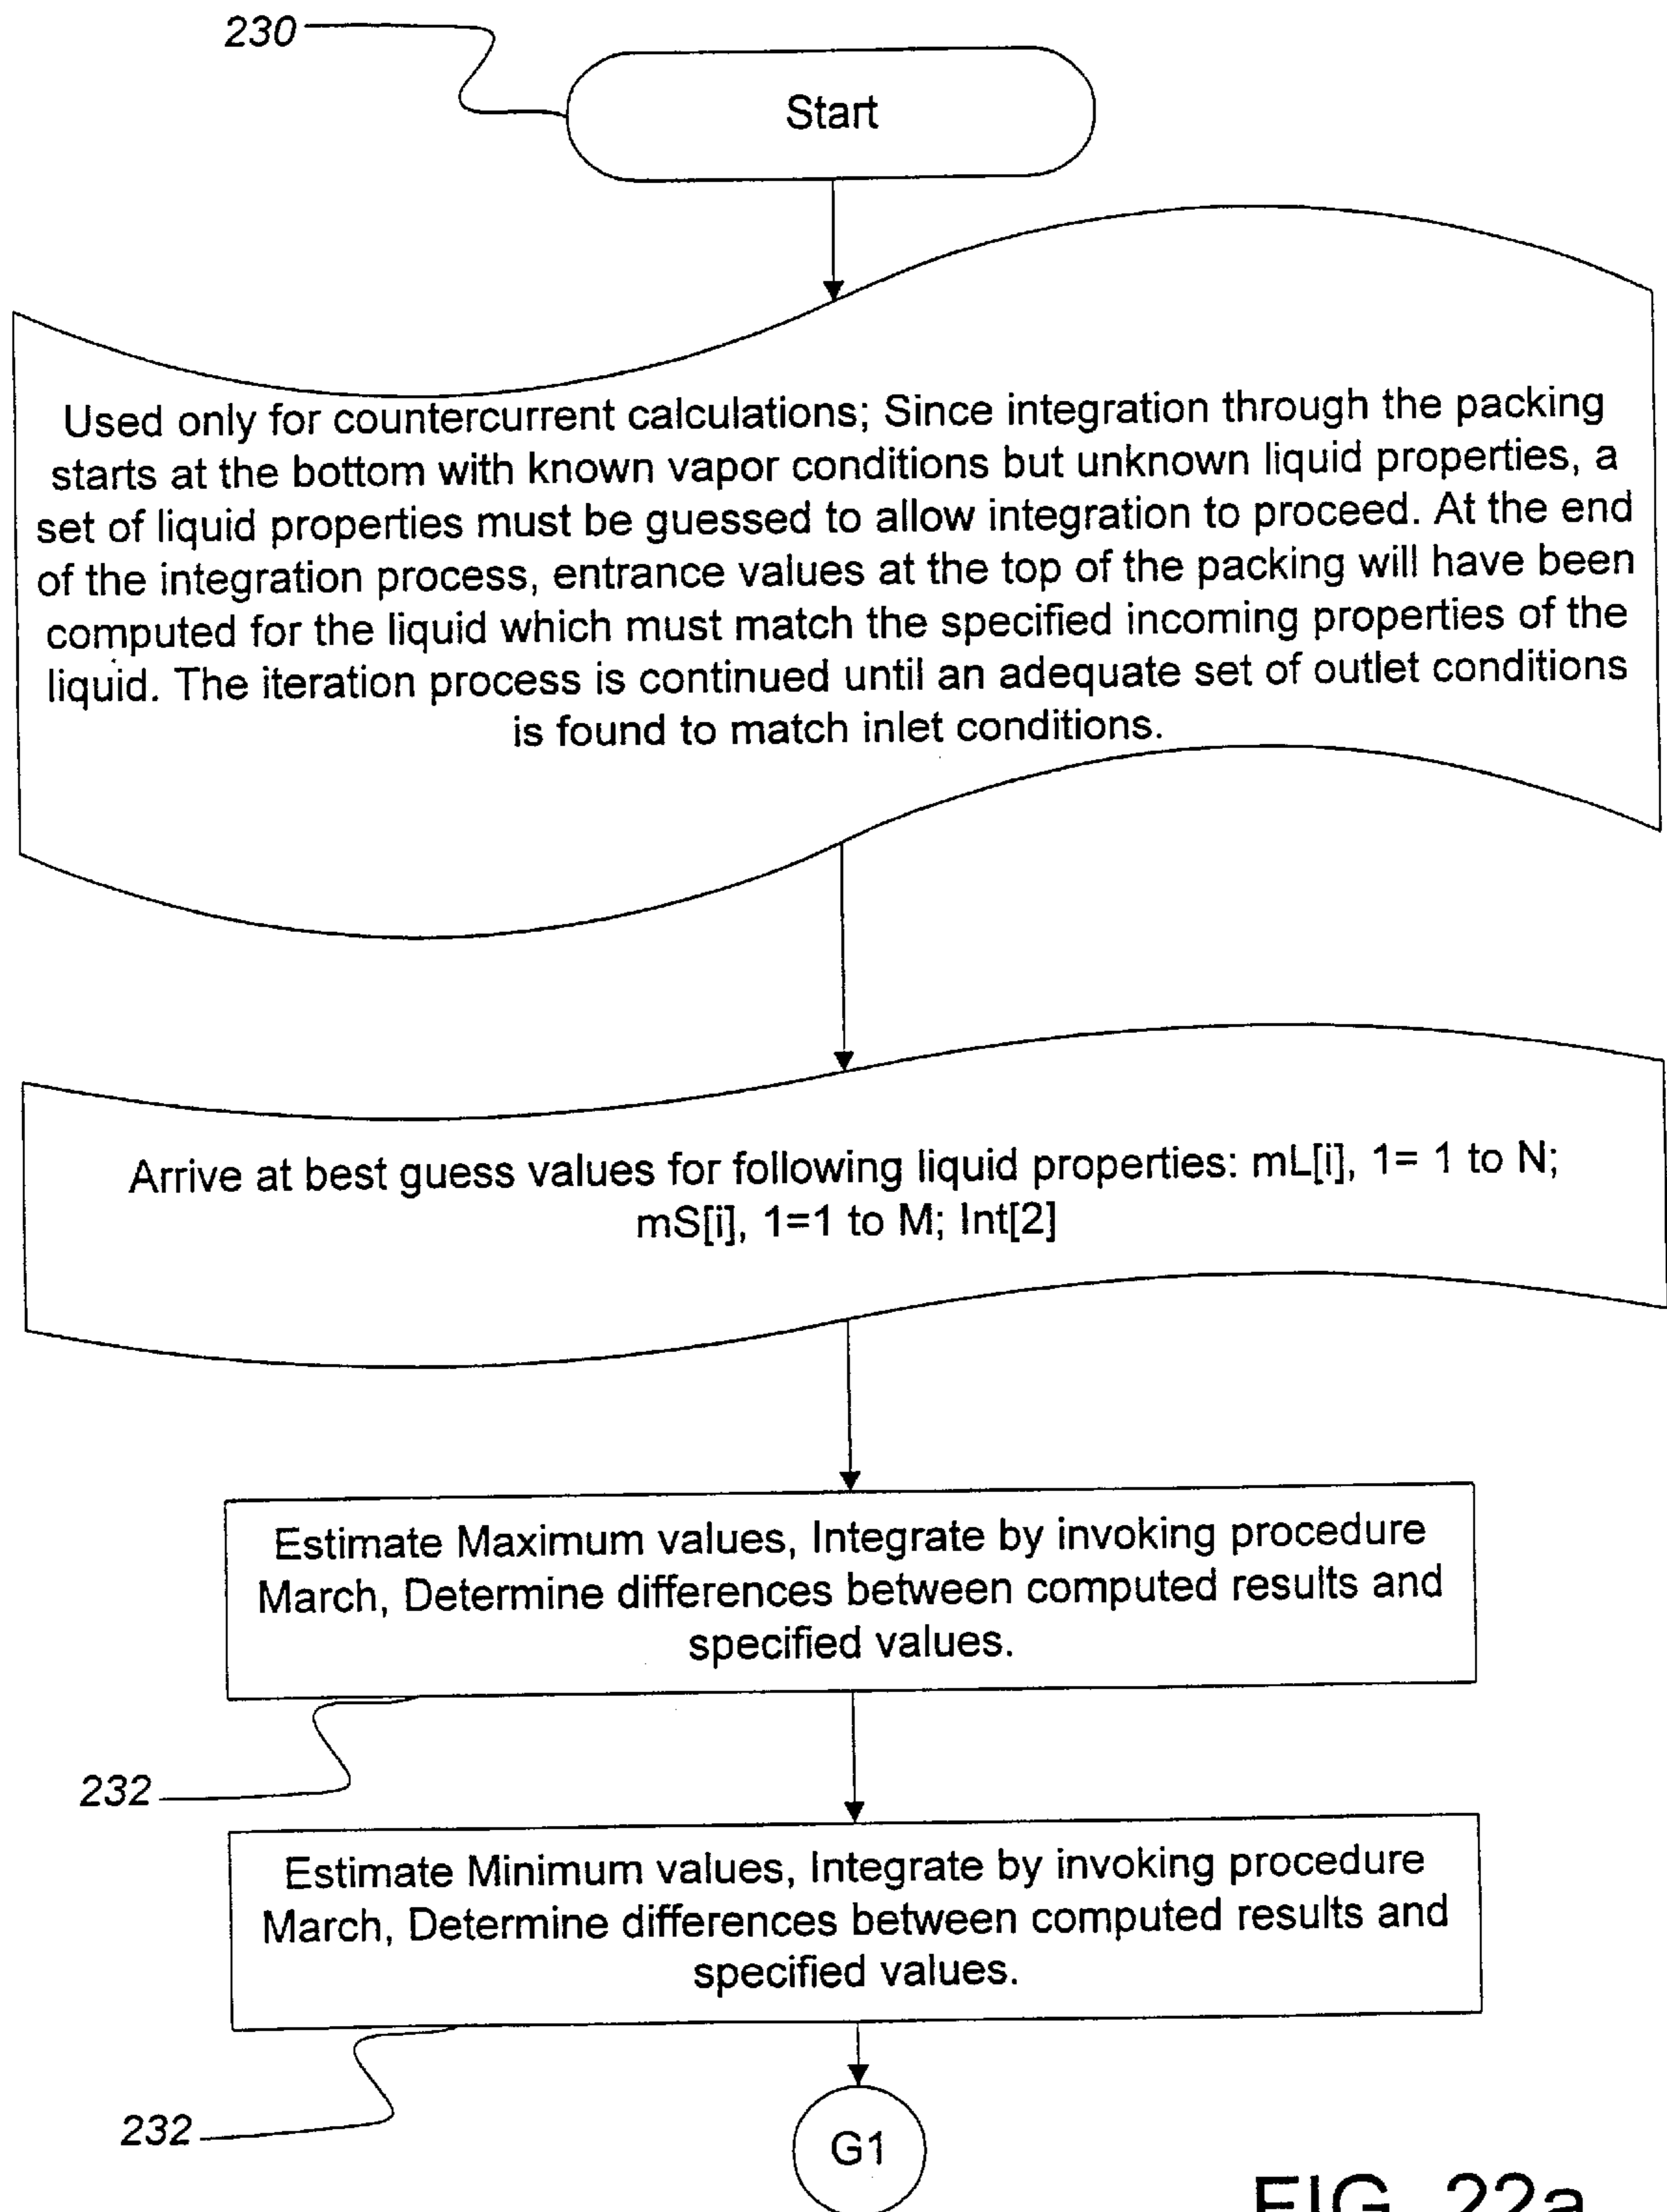 230
Start
Used only for countercurrent calculations; Since integration through the packing
starts at the bottom with known vapor conditions but unknown liquid properties, a
set of liquid properties must be guessed to allow integration to proceed. At the end
of the integration process, entrance values at the top of the packing will have been
computed for the liquid which must match the specified incoming properties of the
liquid. The iteration process is continued until an adequate set of outlet conditions
is found to match inlet conditions.
Arrive at best guess values for following liquid properties: mL[i], 1= 1 to N;
mS[i], 1=1 to M; Int[2]
Estimate Maximum values, Integrate by invoking procedure
March, Determine differences between computed results and
specified values.
232
Estimate Minimum values, Integrate by invoking procedure
March, Determine differences between computed results and
specified values.
232
G1
FIG. 22a